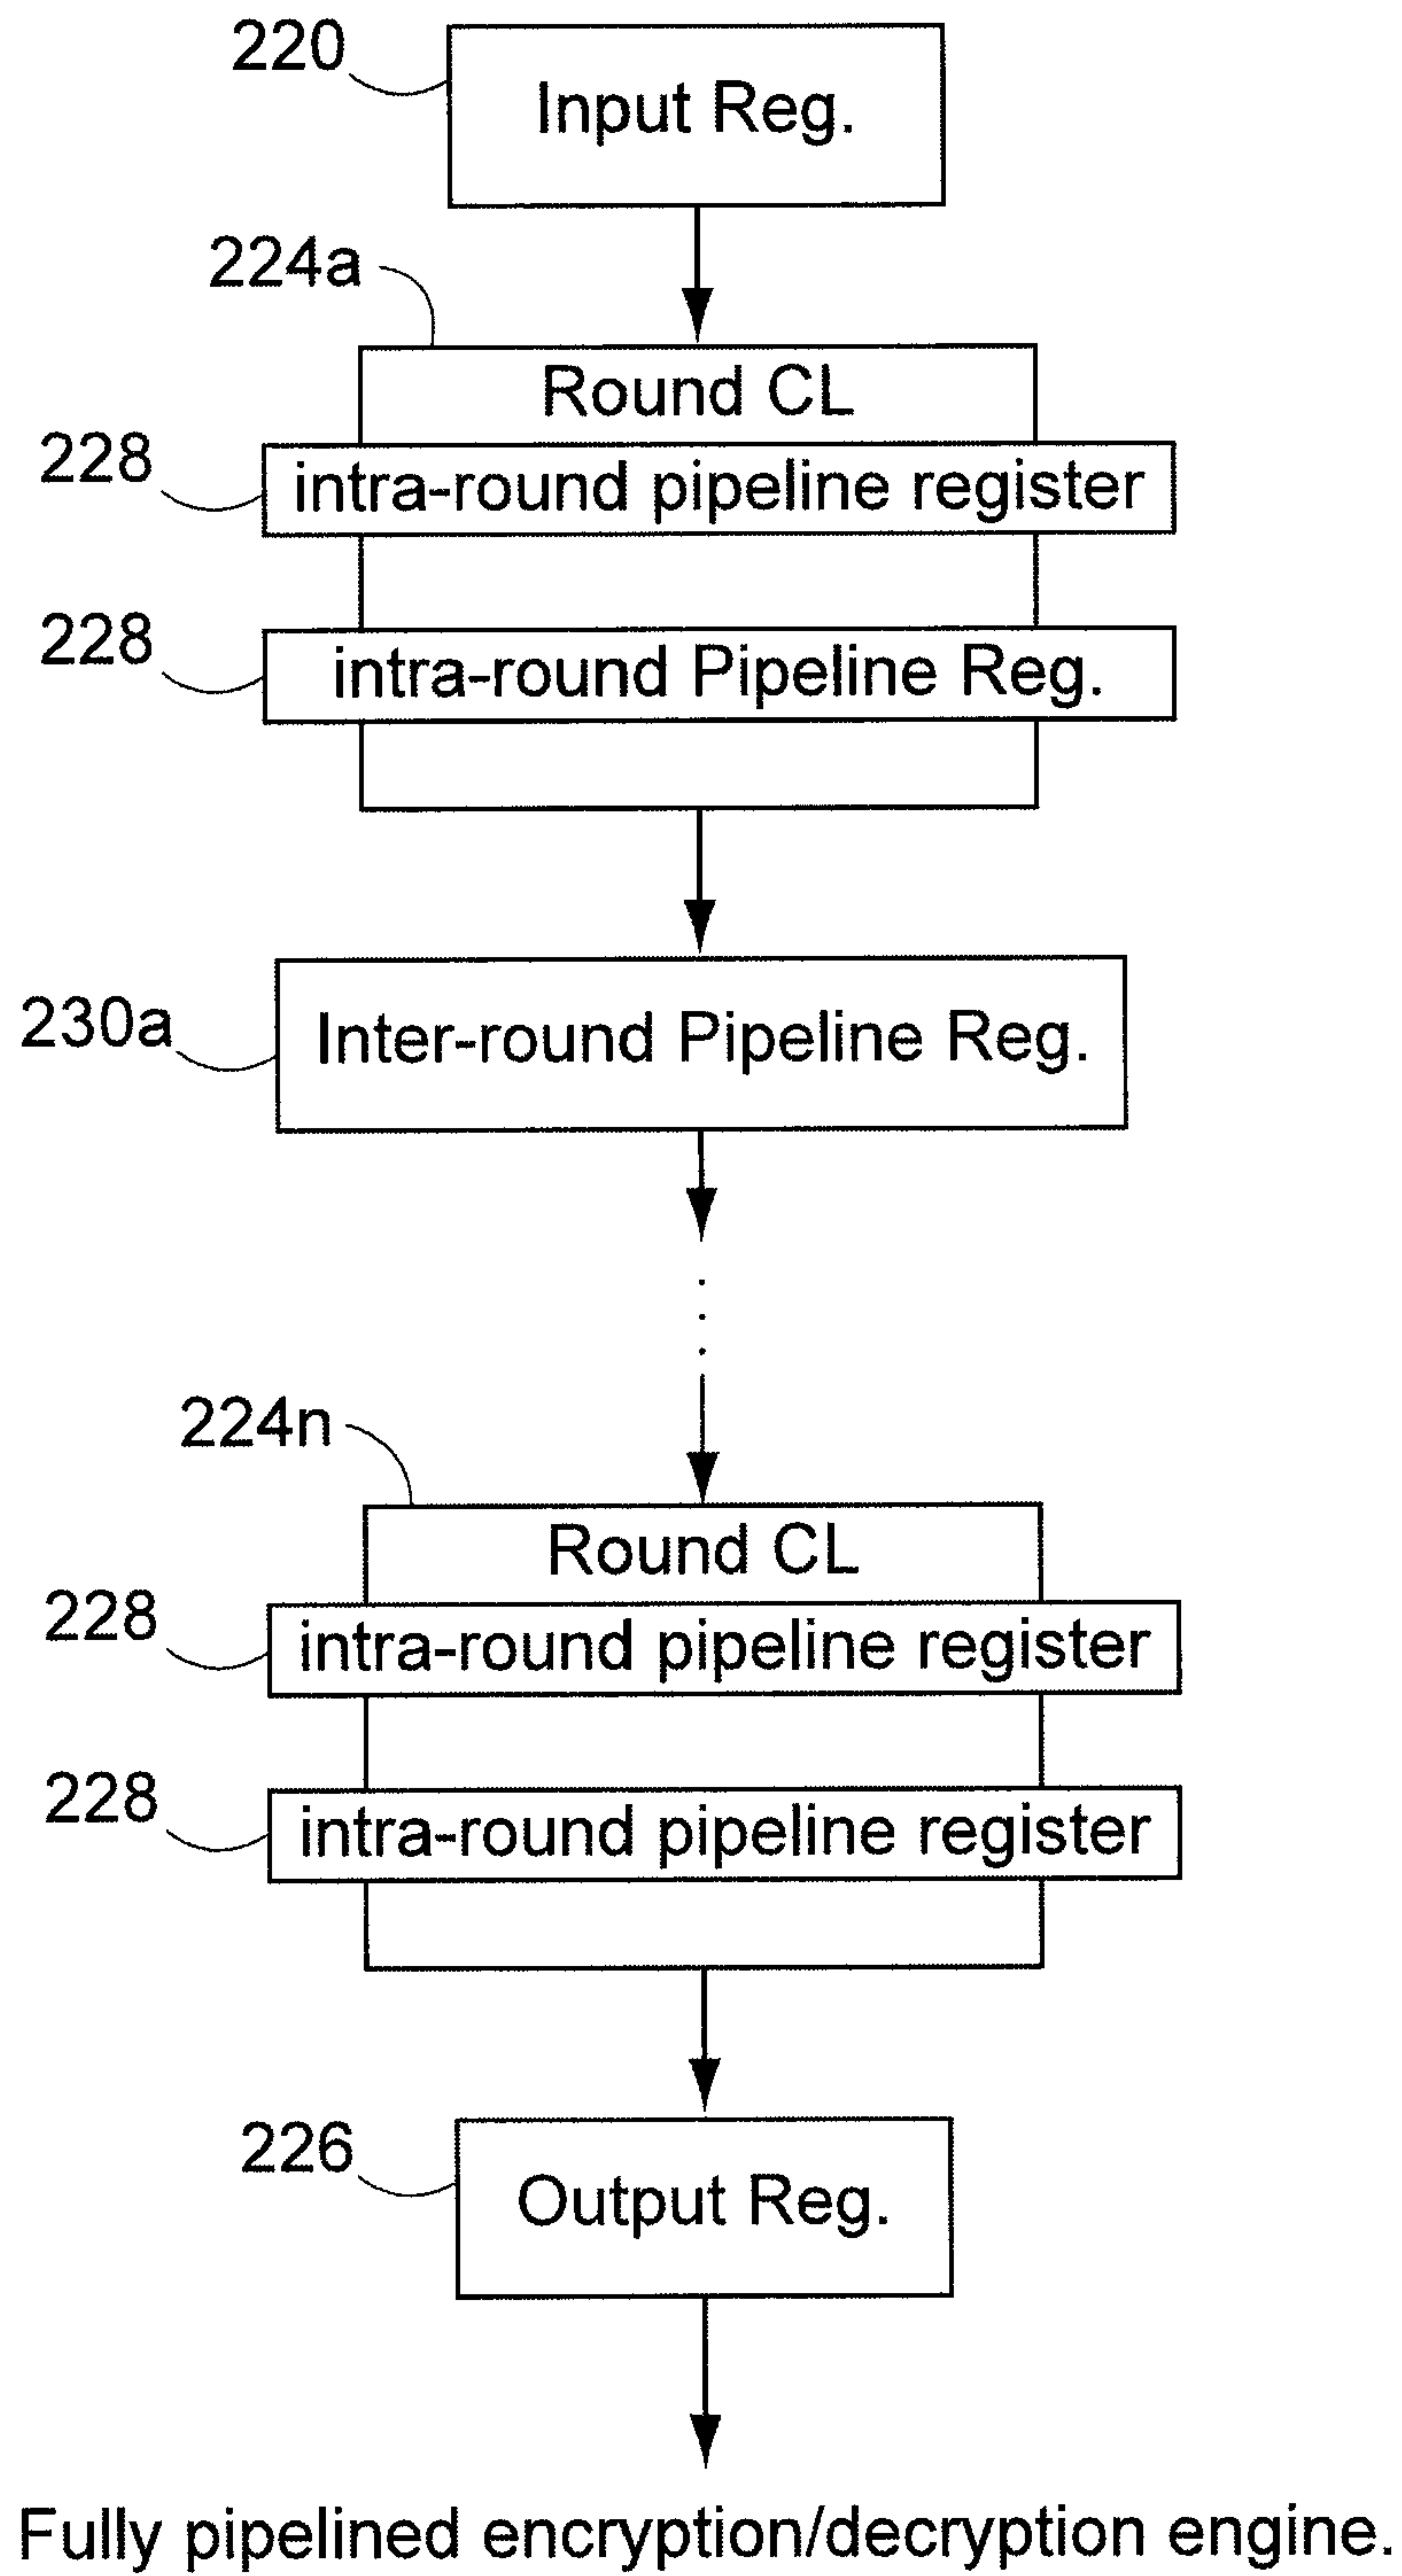 220
Input Reg.
224a
Round CL
228
intra-round pipeline register
228
intra-round Pipeline Reg.
230a
Inter-round Pipeline Reg.
. . .
224n
Round CL
228
intra-round pipeline register
228
intra-round pipeline register
226
Output Reg.
Fully pipelined encryption/decryption engine.